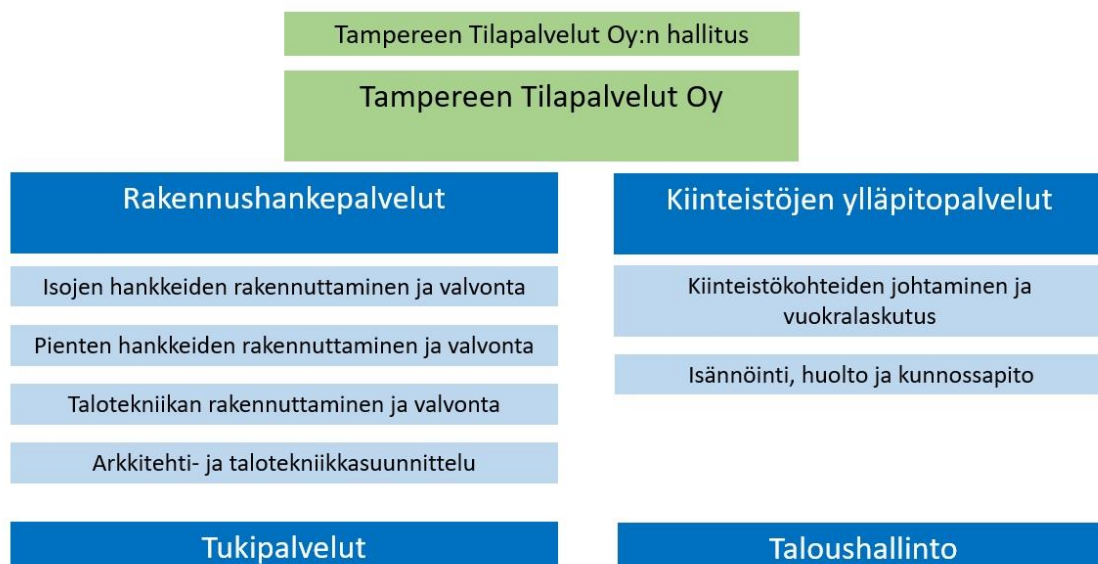 Tampereen Tilapalvelut Oy:n hallitus
Tampereen Tilapalvelut Oy
Rakennushankepalvelut
Isojen hankkeiden rakennuttaminen ja valvonta
Pienten hankkeiden rakennuttaminen ja valvonta
Talotekniikan rakennuttaminen ja valvonta
Arkkitehti- ja talotekniikkasuunnittelu
Kiinteistöjen ylläpitopalvelut
Kiinteistökohteiden johtaminen ja
vuokralaskutus
Isännöinti, huolto ja kunnossapito
Tukipalvelut
Taloushallinto